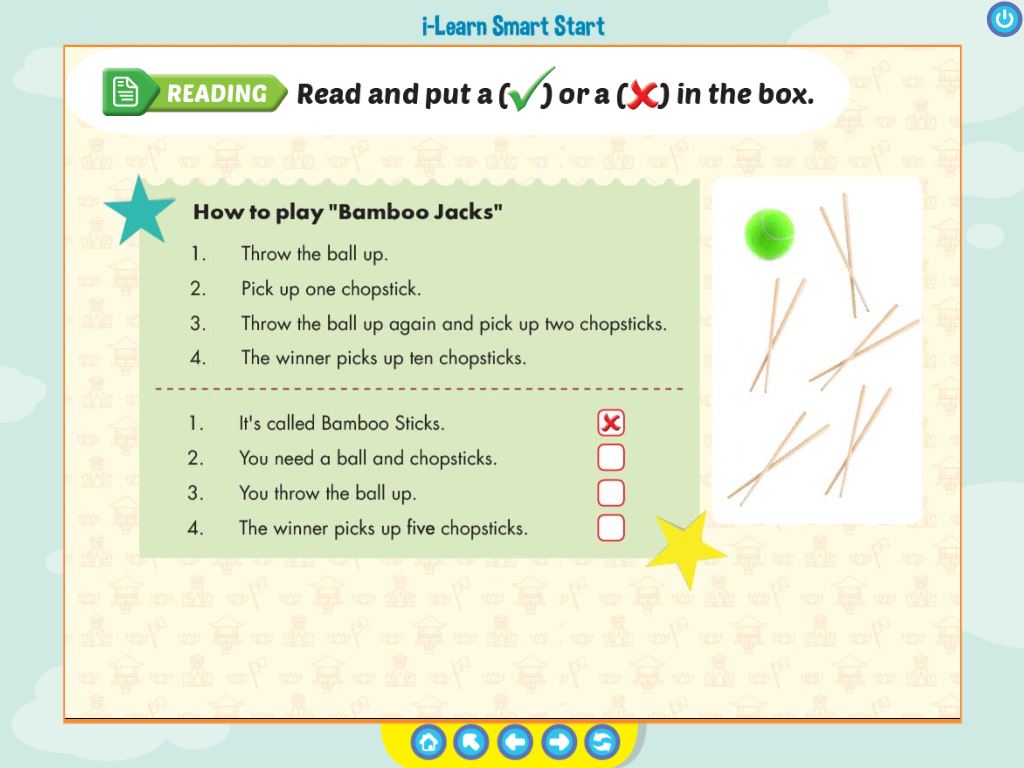 i-Learn Smart Start
READING Read and put a (✓) or a (✗) in the box.
How to play "Bamboo Jacks"
1. Throw the ball up.
2. Pick up one chopstick.
3. Throw the ball up again and pick up two chopsticks.
4. The winner picks up ten chopsticks.
1. It's called Bamboo Sticks. ✗
2. You need a ball and chopsticks.
3. You throw the ball up.
4. The winner picks up five chopsticks.